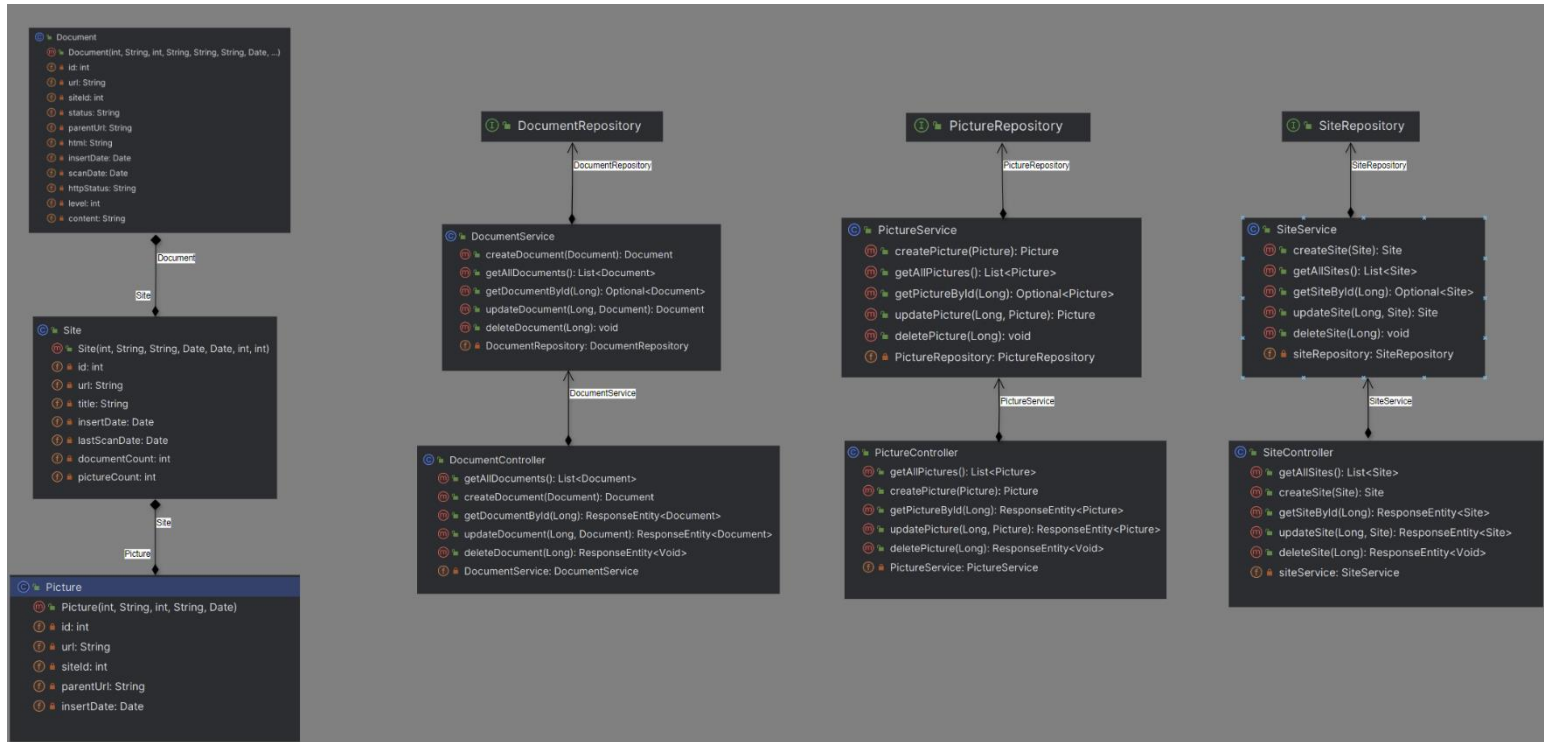 Document
Document(int, String, int, String, String, String, Date, ...)
id: int
url: String
siteId: int
status: String
parentUrl: String
html: String
insertDate: Date
scanDate: Date
httpStatus: String
level: int
content: String
Document
Site
Site
Site(int, String, String, Date, Date, int, int)
id: int
url: String
title: String
insertDate: Date
lastScanDate: Date
documentCount: int
pictureCount: int
Site
Picture
Picture
Picture(int, String, int, String, Date)
id: int
url: String
siteId: int
parentUrl: String
insertDate: Date
DocumentRepository
DocumentRepository
DocumentService
createDocument(Document): Document
getAllDocuments(): List<Document>
getDocumentById(Long): Optional<Document>
updateDocument(Long, Document): Document
deleteDocument(Long): void
DocumentRepository: DocumentRepository
DocumentService
DocumentController
getAllDocuments(): List<Document>
createDocument(Document): Document
getDocumentById(Long): ResponseEntity<Document>
updateDocument(Long, Document): ResponseEntity<Document>
deleteDocument(Long): ResponseEntity<Void>
DocumentService: DocumentService
PictureRepository
PictureRepository
PictureService
createPicture(Picture): Picture
getAllPictures(): List<Picture>
getPictureById(Long): Optional<Picture>
updatePicture(Long, Picture): Picture
deletePicture(Long): void
PictureRepository: PictureRepository
PictureService
PictureController
getAllPictures(): List<Picture>
createPicture(Picture): Picture
getPictureById(Long): ResponseEntity<Picture>
updatePicture(Long, Picture): ResponseEntity<Picture>
deletePicture(Long): ResponseEntity<Void>
PictureService: PictureService
SiteRepository
SiteRepository
SiteService
createSite(Site): Site
getAllSites(): List<Site>
getSiteById(Long): Optional<Site>
updateSite(Long, Site): Site
deleteSite(Long): void
siteRepository: SiteRepository
SiteService
SiteController
getAllSites(): List<Site>
createSite(Site): Site
getSiteById(Long): ResponseEntity<Site>
updateSite(Long, Site): ResponseEntity<Site>
deleteSite(Long): ResponseEntity<Void>
siteService: SiteService